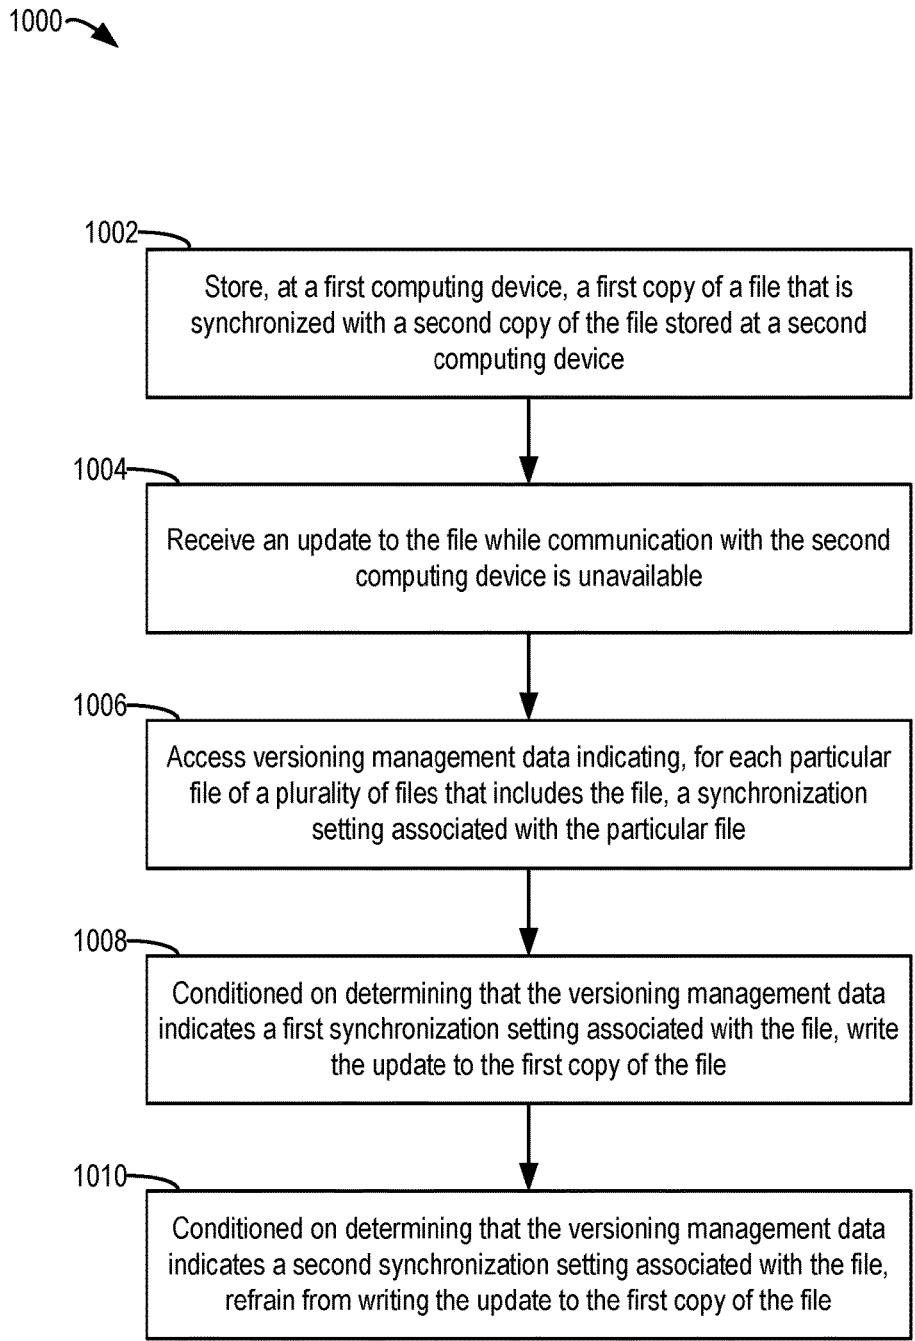 1000
1002
Store, at a first computing device, a first copy of a file that is
synchronized with a second copy of the file stored at a second
computing device
1004
Receive an update to the file while communication with the second
computing device is unavailable
1006
Access versioning management data indicating, for each particular
file of a plurality of files that includes the file, a synchronization
setting associated with the particular file
1008
Conditioned on determining that the versioning management data
indicates a first synchronization setting associated with the file, write
the update to the first copy of the file
1010
Conditioned on determining that the versioning management data
indicates a second synchronization setting associated with the file,
refrain from writing the update to the first copy of the file